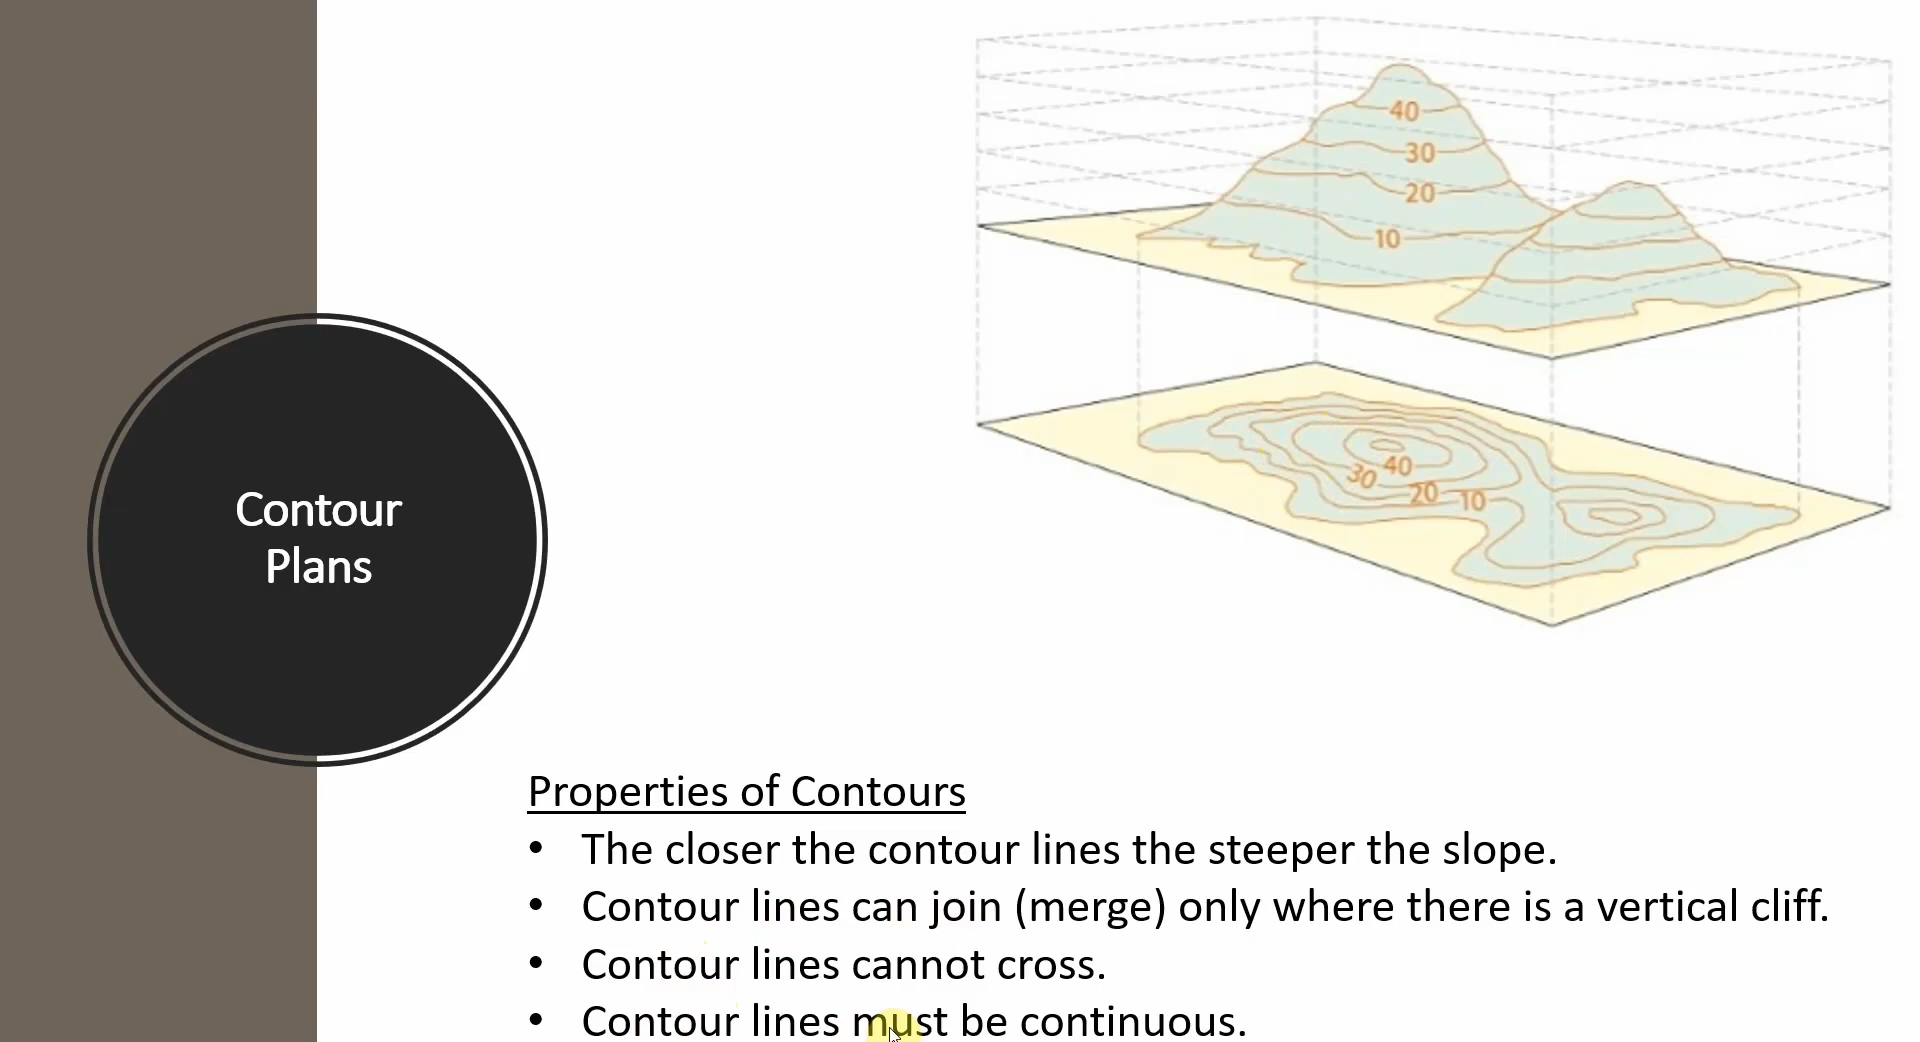 40
30
20
10
Contour
Plans
40
30
20
10
Properties of Contours
• The closer the contour lines the steeper the slope.
• Contour lines can join (merge) only where there is a vertical cliff.
• Contour lines cannot cross.
• Contour lines must be continuous.